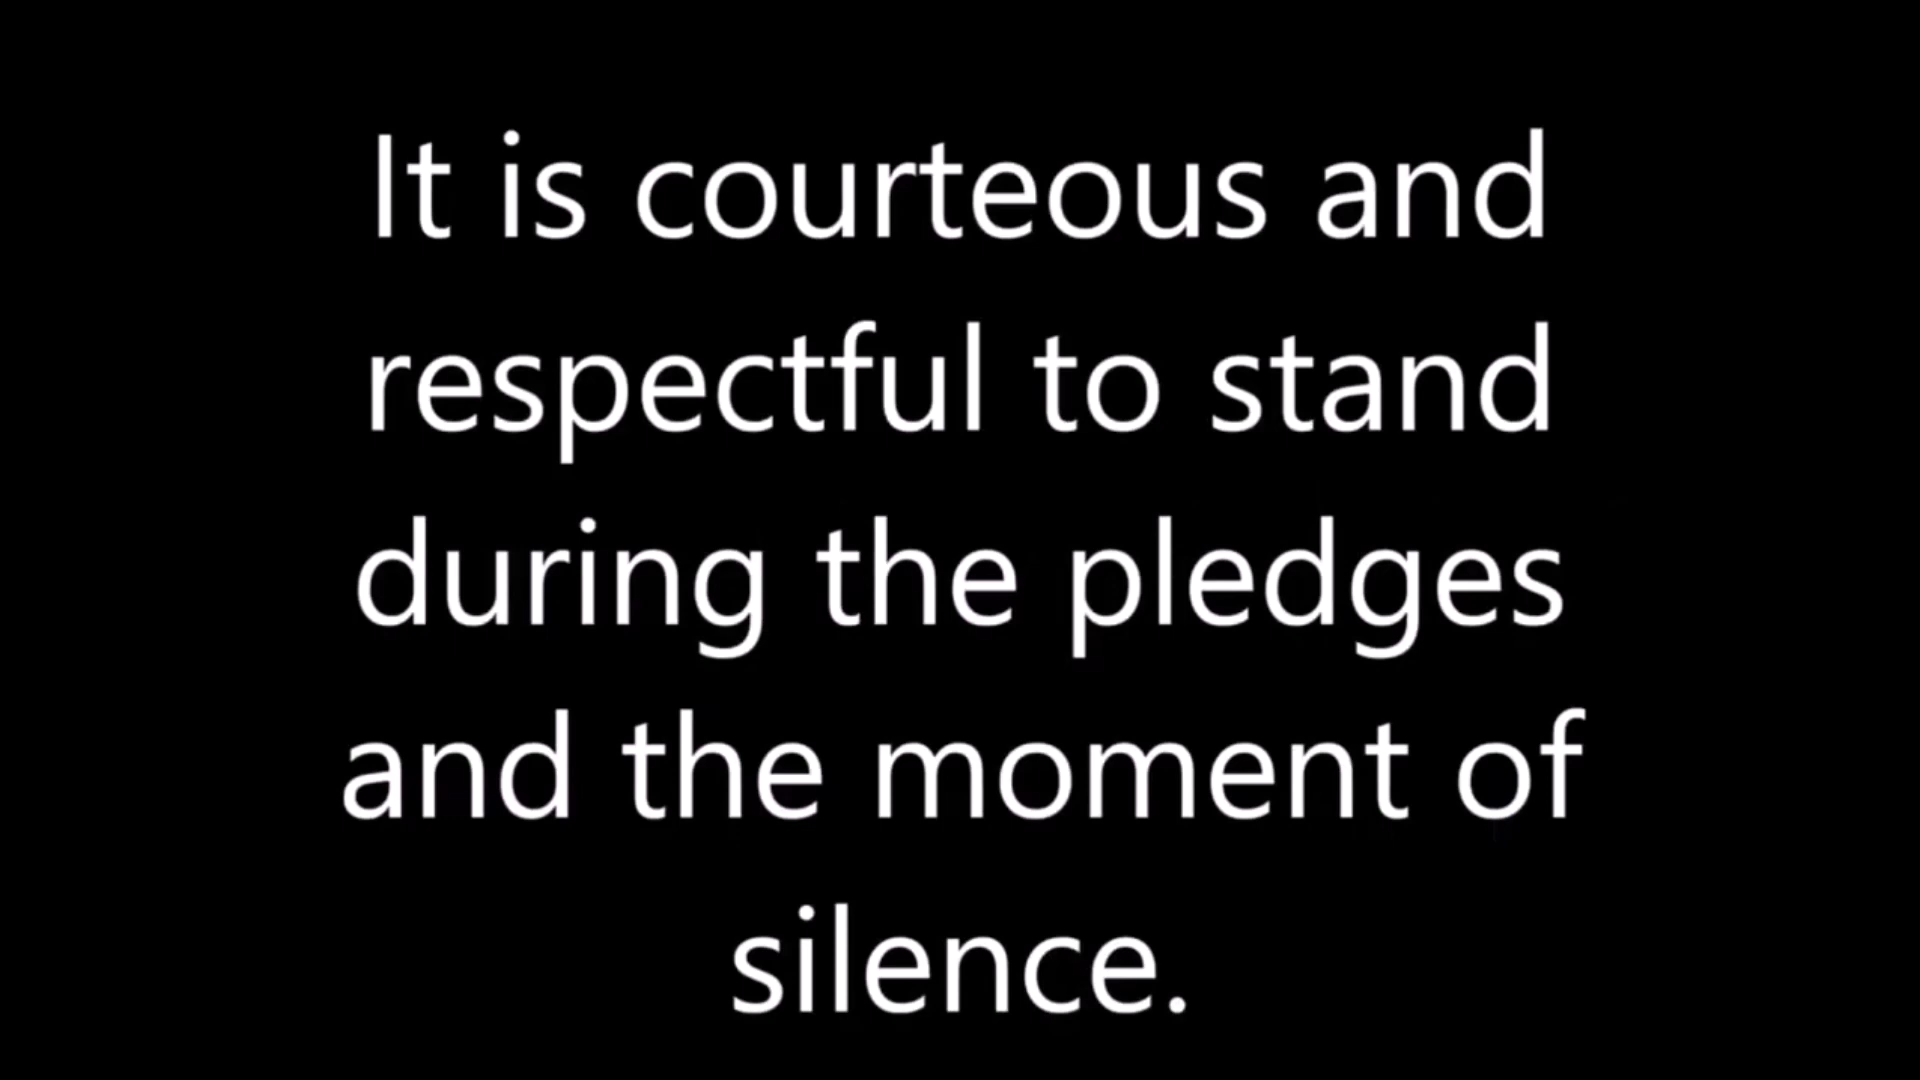 It is courteous and
respectful to stand
during the pledges
and the moment of
silence.